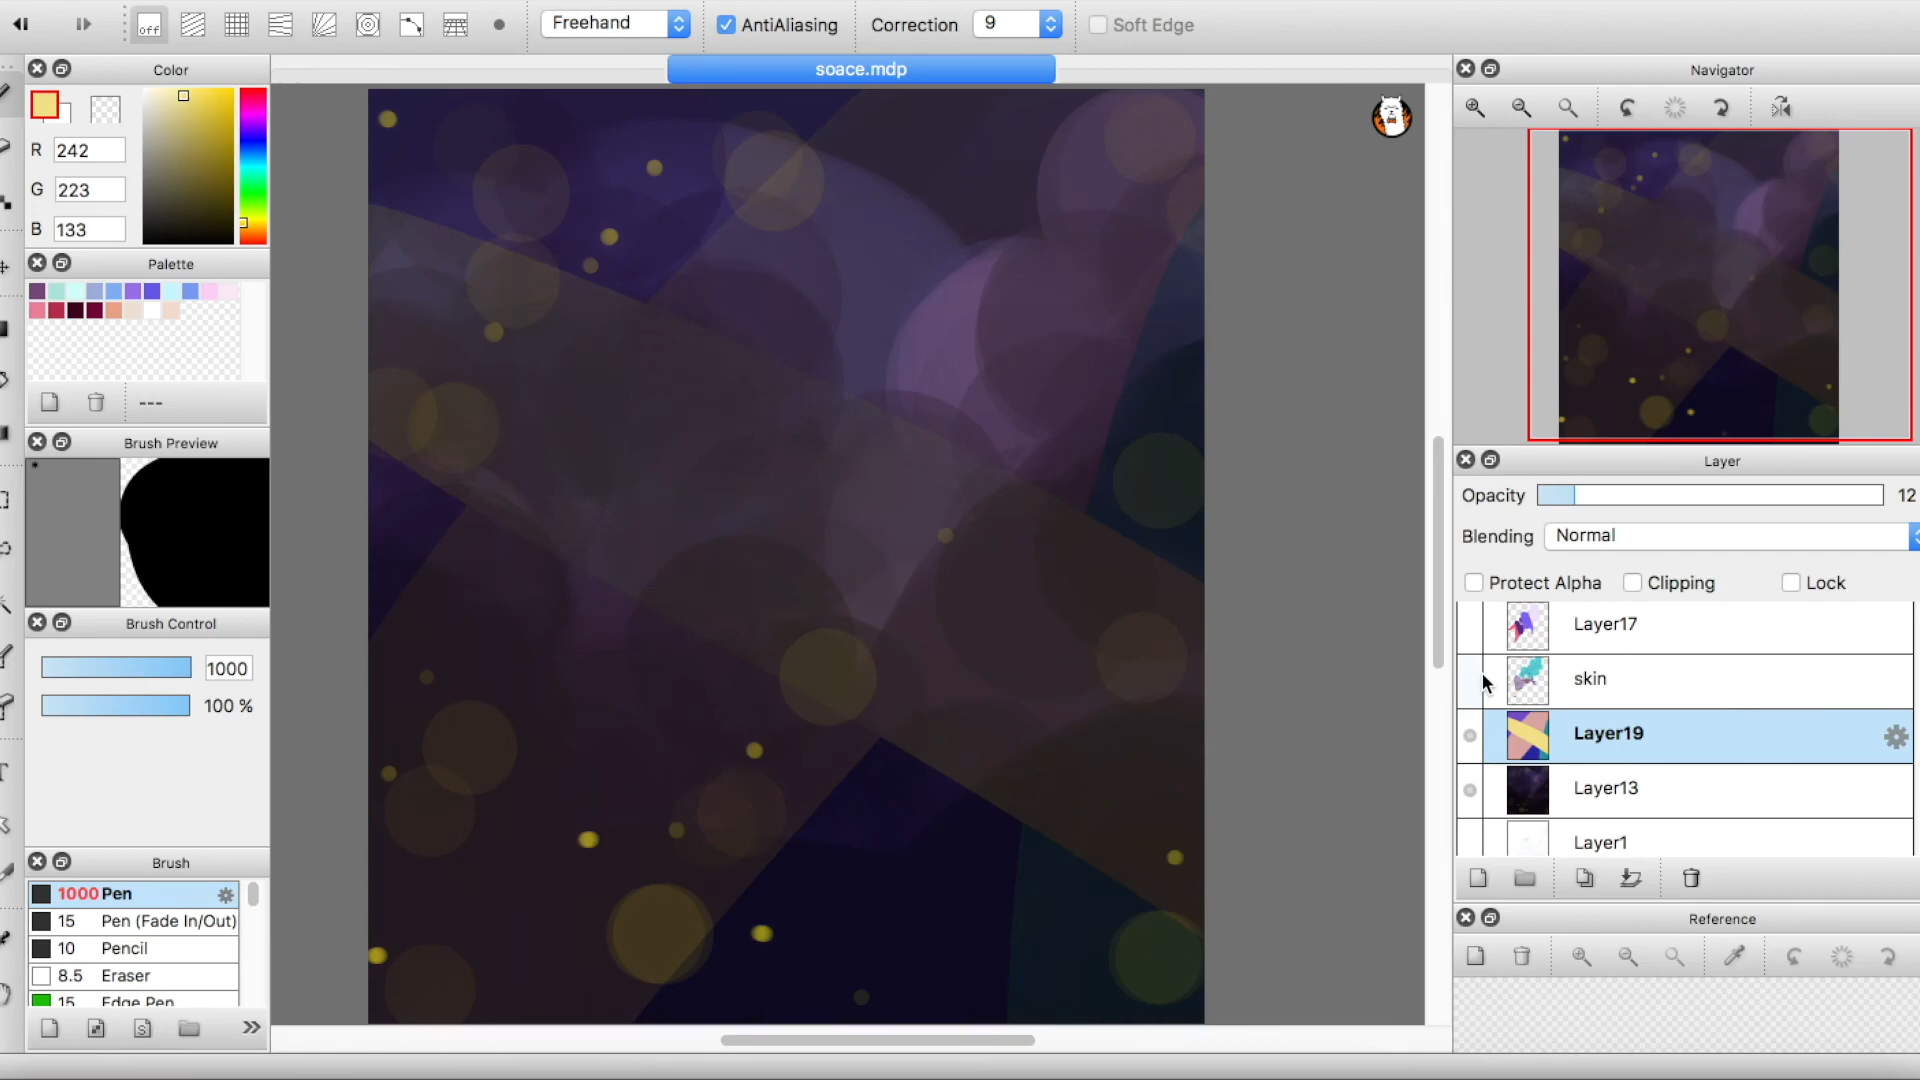 off
Freehand
AntiAliasing
Correction
9
Soft Edge
soace.mdp
Color
R 242
G 223
B 133
Palette
---
Brush Preview
*
Brush Control
1000
100 %
Brush
1000 Pen
15 Pen (Fade In/Out)
10 Pencil
8.5 Eraser
15 Edge Pen
Navigator
Layer
Opacity 12
Blending Normal
Protect Alpha Clipping Lock
Layer17
skin
Layer19
Layer13
Layer1
Reference